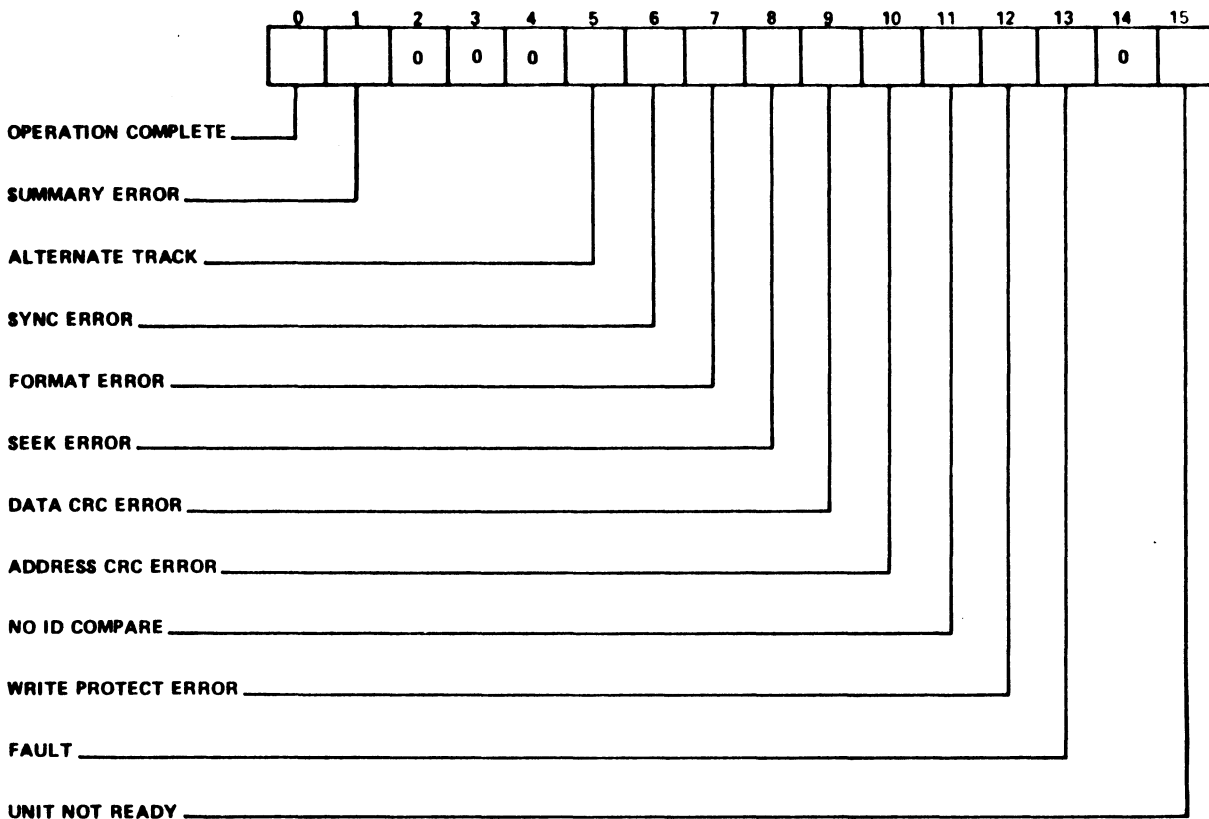 0 1 2 3 4 5 6 7 8 9 10 11 12 13 14 15
0 0 0 0
OPERATION COMPLETE
SUMMARY ERROR
ALTERNATE TRACK
SYNC ERROR
FORMAT ERROR
SEEK ERROR
DATA CRC ERROR
ADDRESS CRC ERROR
NO ID COMPARE
WRITE PROTECT ERROR
FAULT
UNIT NOT READY